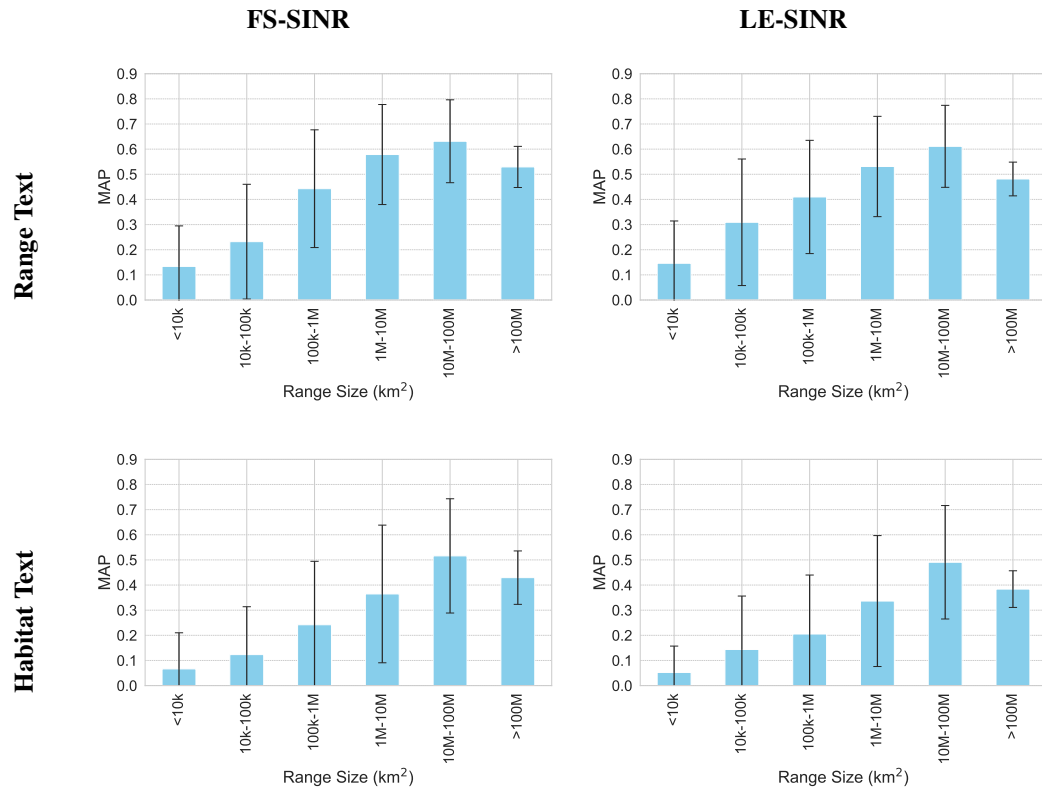 FS-SINR
LE-SINR
Range Text
MAP
0.9
0.8
0.7
0.6
0.5
0.4
0.3
0.2
0.1
0.0
<10k
10k-100k
100k-1M
1M-10M
10M-100M
>100M
Range Size (km²)
MAP
0.9
0.8
0.7
0.6
0.5
0.4
0.3
0.2
0.1
0.0
<10k
10k-100k
100k-1M
1M-10M
10M-100M
>100M
Range Size (km²)
Habitat Text
MAP
0.9
0.8
0.7
0.6
0.5
0.4
0.3
0.2
0.1
0.0
<10k
10k-100k
100k-1M
1M-10M
10M-100M
>100M
Range Size (km²)
MAP
0.9
0.8
0.7
0.6
0.5
0.4
0.3
0.2
0.1
0.0
<10k
10k-100k
100k-1M
1M-10M
10M-100M
>100M
Range Size (km²)